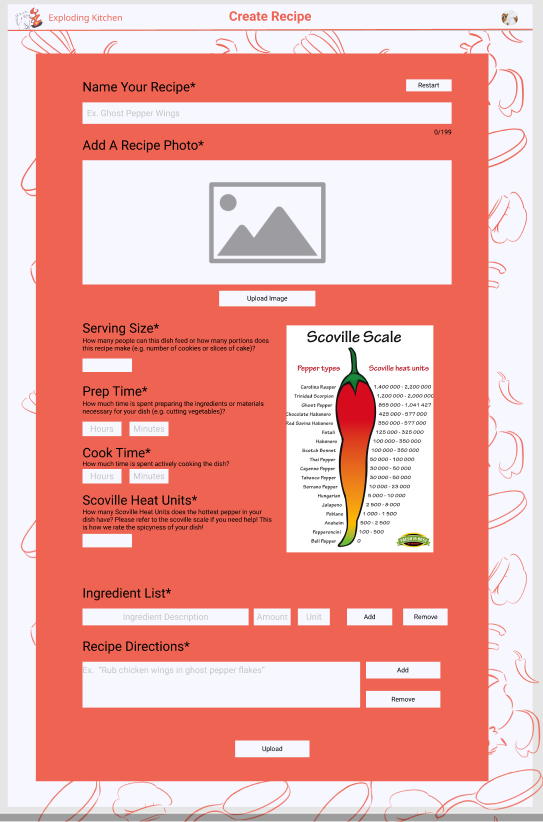 Exploding Kitchen
Create Recipe
Name Your Recipe*
Restart
Ex. Ghost Pepper Wings
0/199
Add A Recipe Photo*
Upload Image
Serving Size*
How many people can this dish feed or how many portions does
this recipe make (e.g. number of cookies or slices of cake)?
Prep Time*
How much time is spent preparing the ingredients or materials
necessary for your dish (e.g. cutting vegetables)?
Hours Minutes
Cook Time*
How much time is spent actively cooking the dish?
Hours Minutes
Scoville Heat Units*
How many Scoville Heat Units does the hottest pepper in your
dish have? Please refer to the scoville scale if you need help! This
is how we rate the spicyness of your dish!
Scoville Scale
Pepper types Scoville heat units
Carolina Reaper 1,400 000 - 2,200 000
Trinidad Scorpion 1,200 000 - 2,000 000
Ghost Pepper 855 000 - 1,041 427
Chocolate Habanero 425 000 - 577 000
Red Savina Habanero 350 000 - 577 000
Fatali 125 000 - 325 000
Habanero 100 000 - 350 000
Scotch Bonnet 100 000 - 350 000
Thai Pepper 50 000 - 100 000
Cayenne Pepper 30 000 - 50 000
Tabasco Pepper 30 000 - 50 000
Serrano Pepper 10 000 - 23 000
Hungarian 5 000 - 10 000
Jalapeno 2 500 - 8 000
Poblano 1 000 - 1 500
Anaheim 500 - 2 500
Pepperoncini 100 - 500
Bell Pepper 0
Ingredient List*
Ingredient Description Amount Unit Add Remove
Recipe Directions*
Ex. "Rub chicken wings in ghost pepper flakes"
Add
Remove
Upload